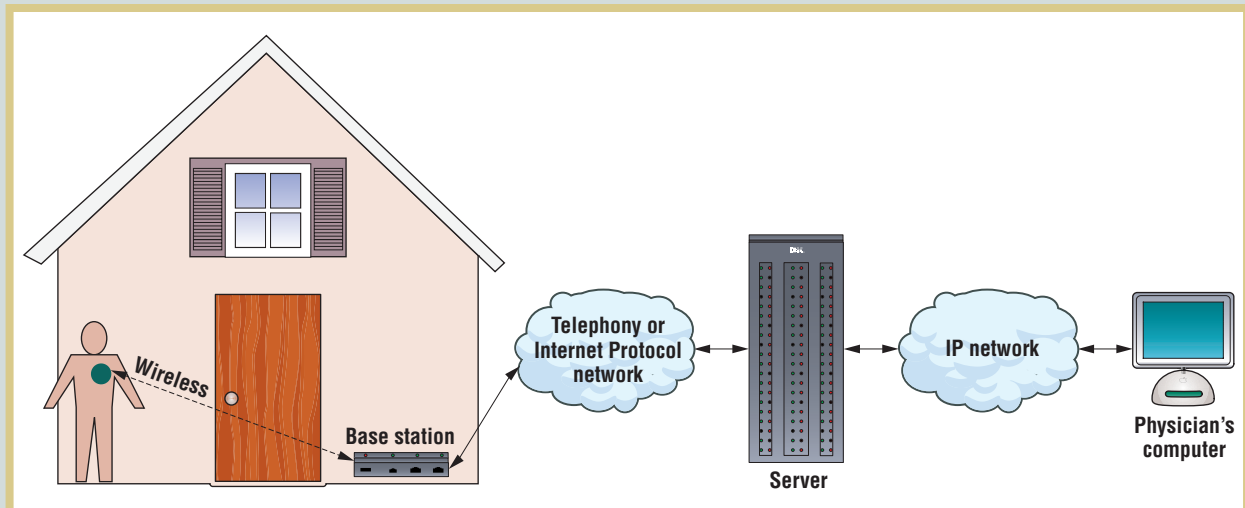 Wireless
Base station
Telephony or
Internet Protocol
network
Server
IP network
Physician's
computer